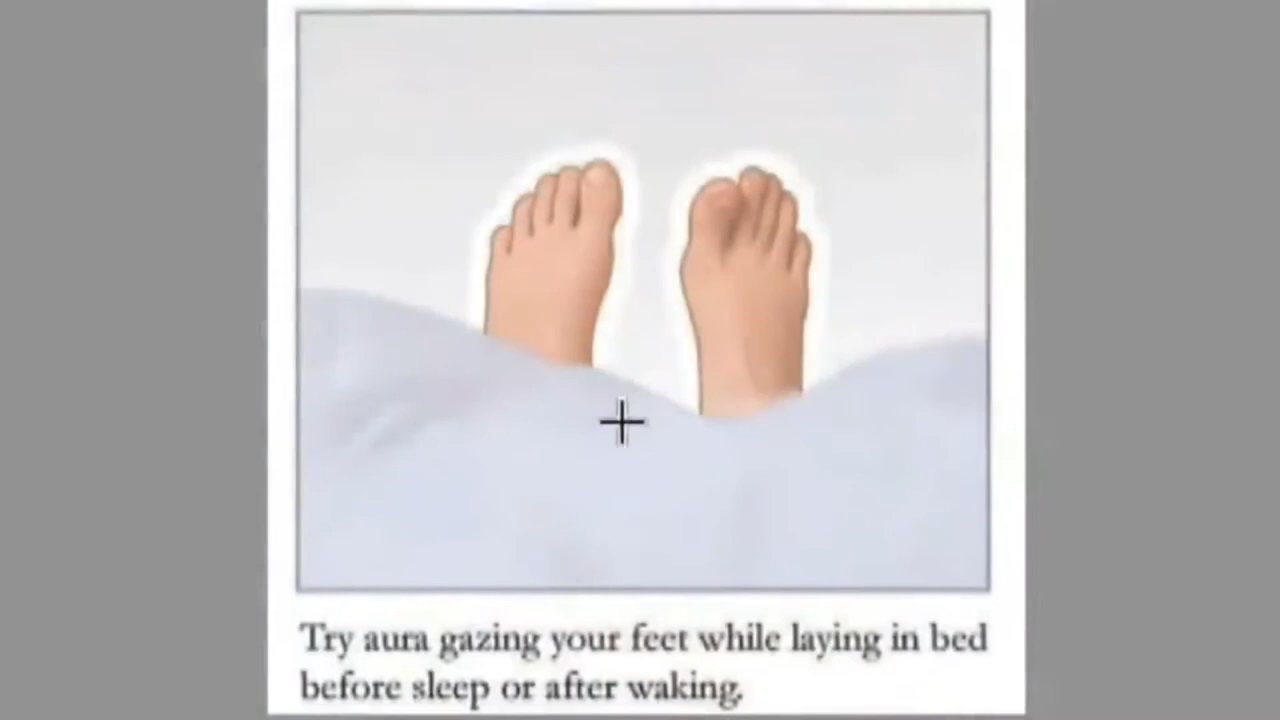 Try aura gazing your feet while laying in bed
before sleep or after waking.